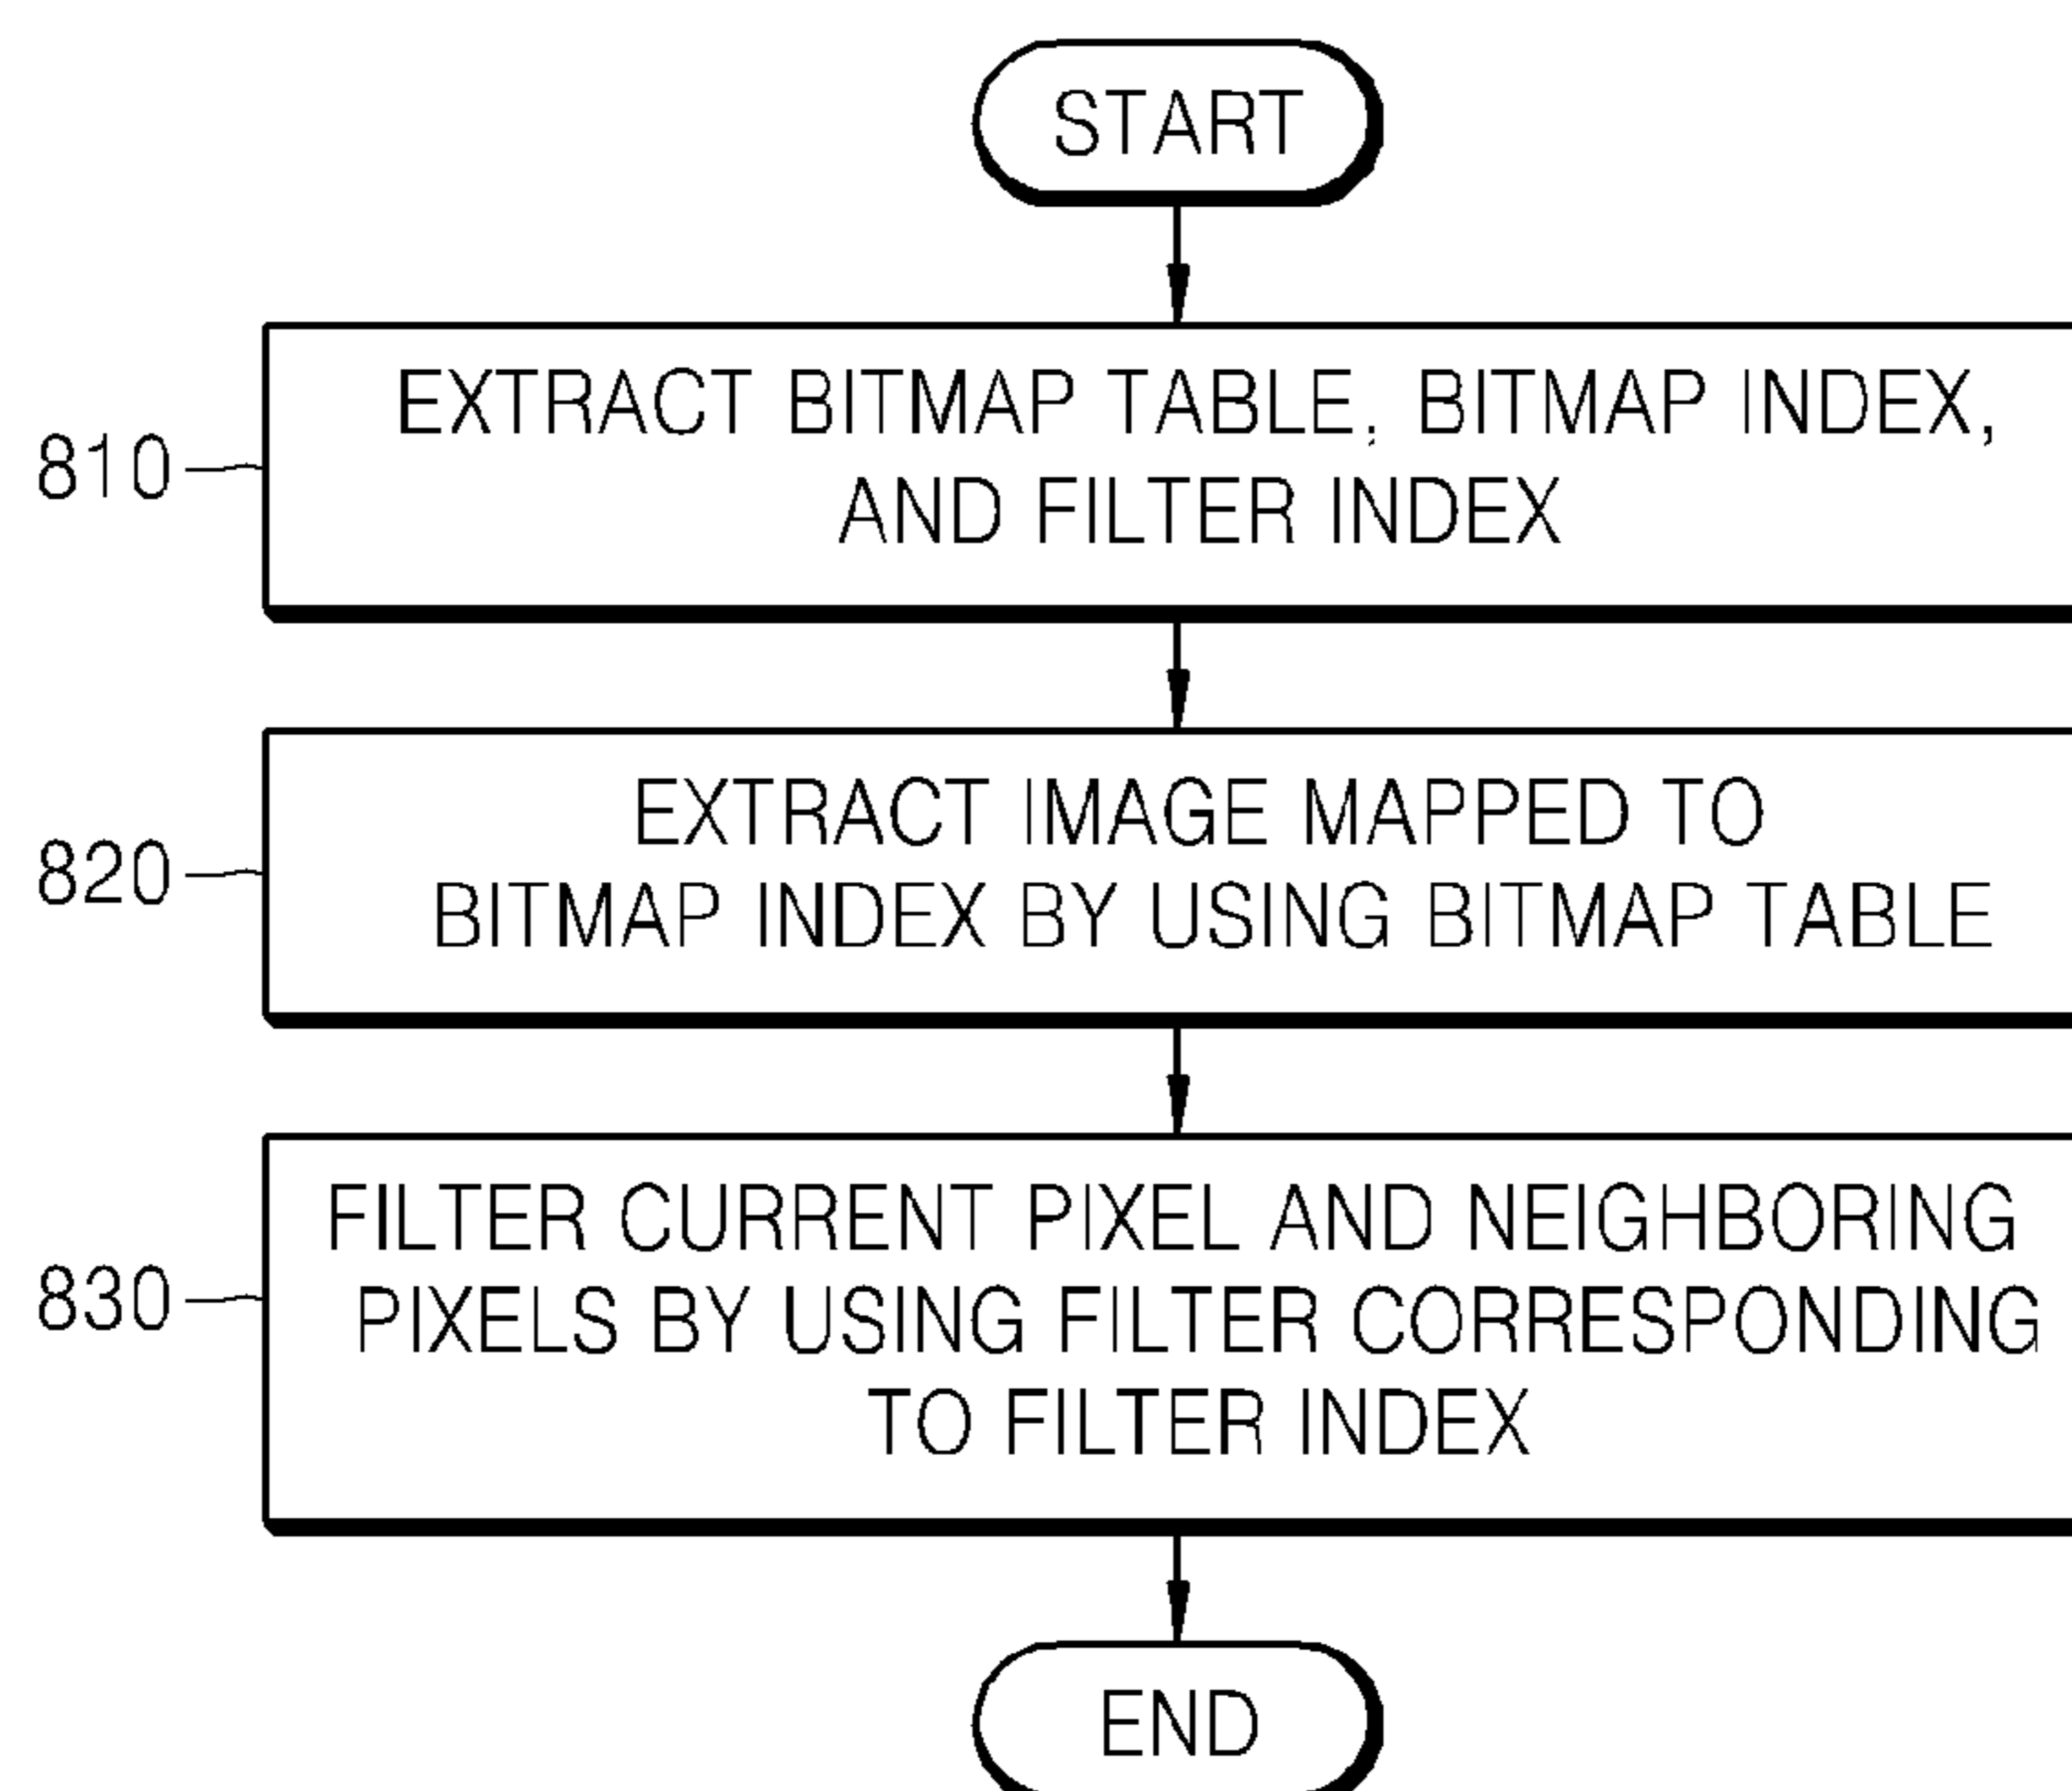 START
810
EXTRACT BITMAP TABLE, BITMAP INDEX,
AND FILTER INDEX
820
EXTRACT IMAGE MAPPED TO
BITMAP INDEX BY USING BITMAP TABLE
830
FILTER CURRENT PIXEL AND NEIGHBORING
PIXELS BY USING FILTER CORRESPONDING
TO FILTER INDEX
END